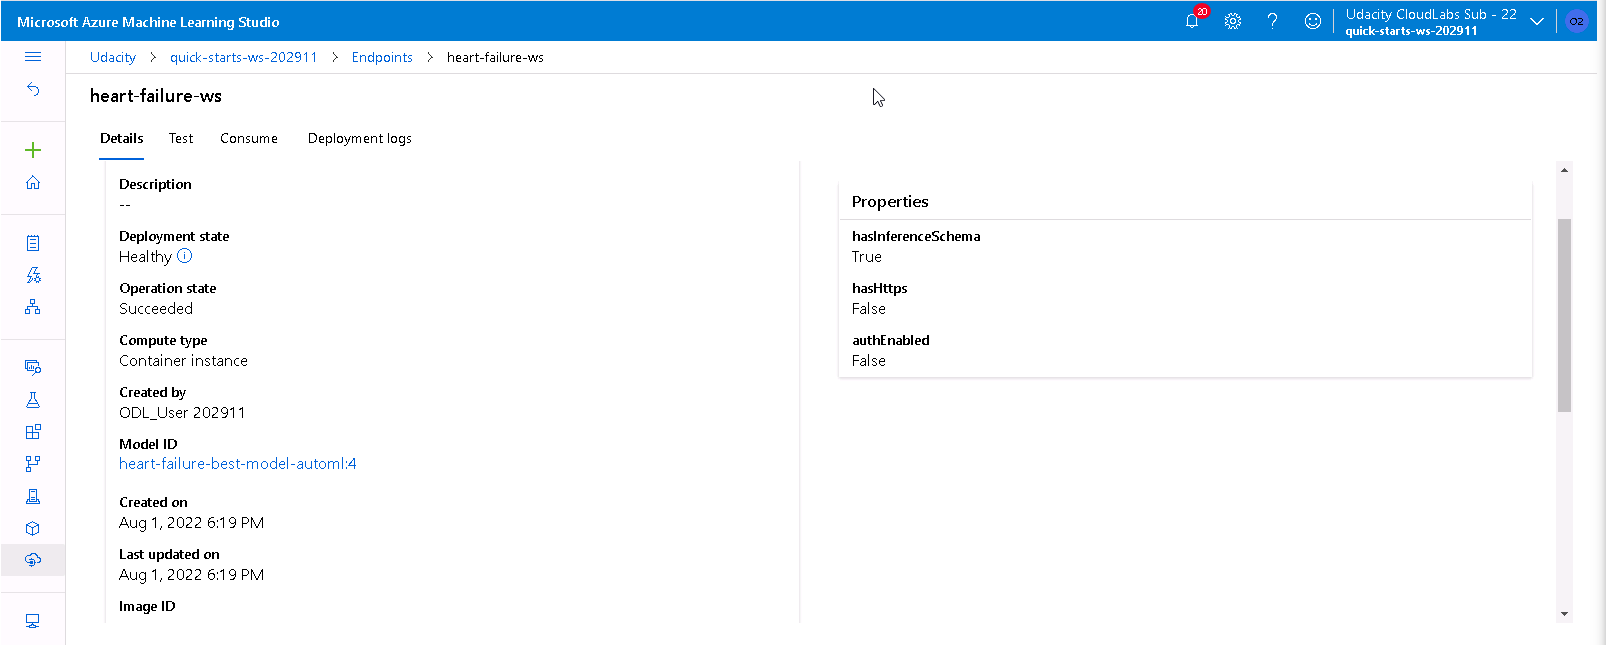 Microsoft Azure Machine Learning Studio
20
Udacity CloudLabs Sub - 22
quick-starts-ws-202911
O2
Udacity > quick-starts-ws-202911 > Endpoints > heart-failure-ws
heart-failure-ws
Details Test Consume Deployment logs
Description
--
Deployment state
Healthy
Operation state
Succeeded
Compute type
Container instance
Created by
ODL_User 202911
Model ID
heart-failure-best-model-automl:4
Created on
Aug 1, 2022 6:19 PM
Last updated on
Aug 1, 2022 6:19 PM
Image ID
Properties
hasInferenceSchema
True
hasHttps
False
authEnabled
False